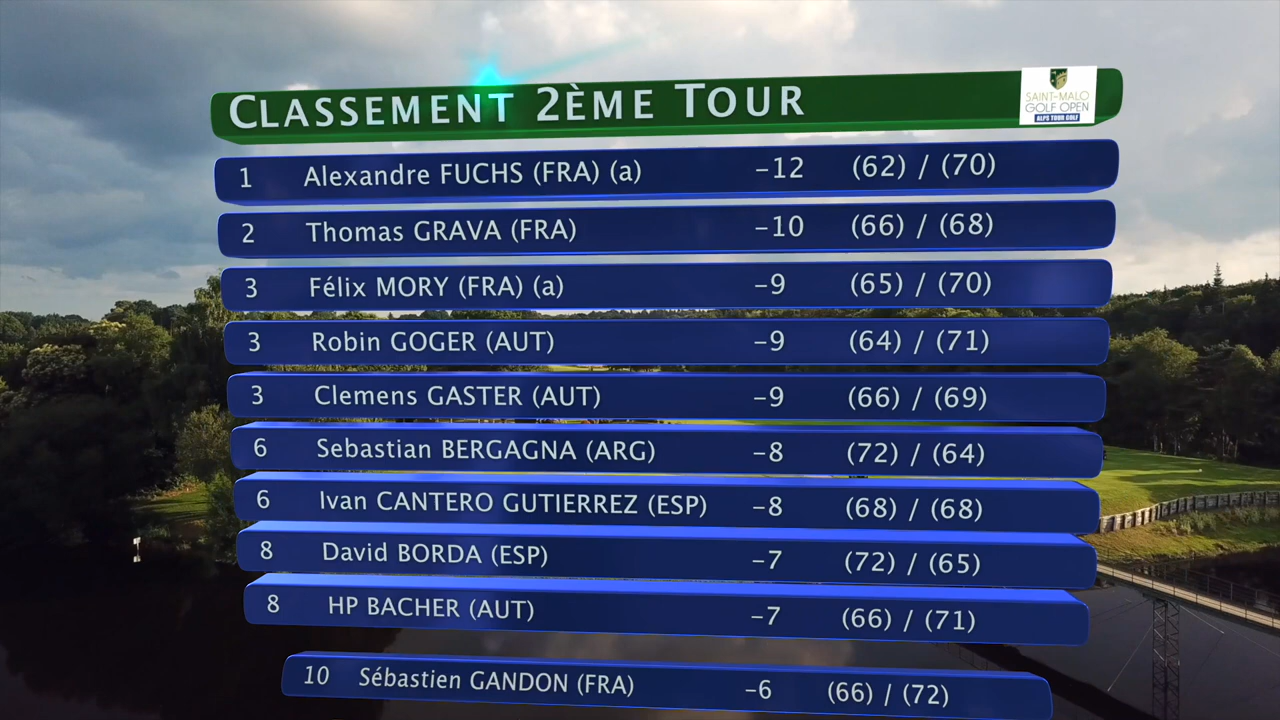 CLASSEMENT 2ÈME TOUR
SAINT-MALO
GOLF OPEN
ALPS TOUR GOLF
1 Alexandre FUCHS (FRA) (a) -12 (62) / (70)
2 Thomas GRAVA (FRA) -10 (66) / (68)
3 Félix MORY (FRA) (a) -9 (65) / (70)
3 Robin GOGER (AUT) -9 (64) / (71)
3 Clemens GASTER (AUT) -9 (66) / (69)
6 Sebastian BERGAGNA (ARG) -8 (72) / (64)
6 Ivan CANTERO GUTIERREZ (ESP) -8 (68) / (68)
8 David BORDA (ESP) -7 (72) / (65)
8 HP BACHER (AUT) -7 (66) / (71)
10 Sébastien GANDON (FRA) -6 (66) / (72)